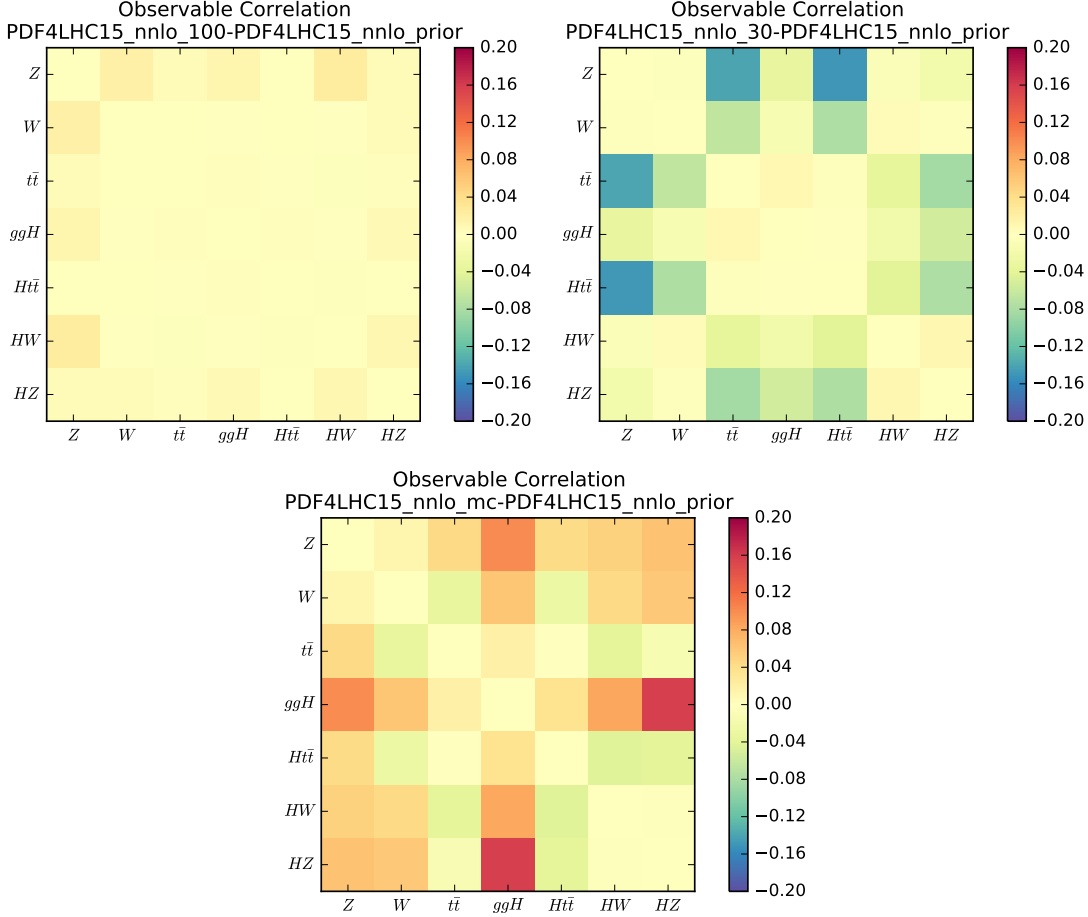 Observable Correlation
PDF4LHC15_nnlo_100-PDF4LHC15_nnlo_prior
Z
W
tt̄
ggH
Htt̄
HW
HZ
Z W tt̄ ggH Htt̄ HW HZ
0.20
0.16
0.12
0.08
0.04
0.00
−0.04
−0.08
−0.12
−0.16
−0.20
Observable Correlation
PDF4LHC15_nnlo_30-PDF4LHC15_nnlo_prior
Z
W
tt̄
ggH
Htt̄
HW
HZ
Z W tt̄ ggH Htt̄ HW HZ
0.20
0.16
0.12
0.08
0.04
0.00
−0.04
−0.08
−0.12
−0.16
−0.20
Observable Correlation
PDF4LHC15_nnlo_mc-PDF4LHC15_nnlo_prior
Z
W
tt̄
ggH
Htt̄
HW
HZ
Z W tt̄ ggH Htt̄ HW HZ
0.20
0.16
0.12
0.08
0.04
0.00
−0.04
−0.08
−0.12
−0.16
−0.20